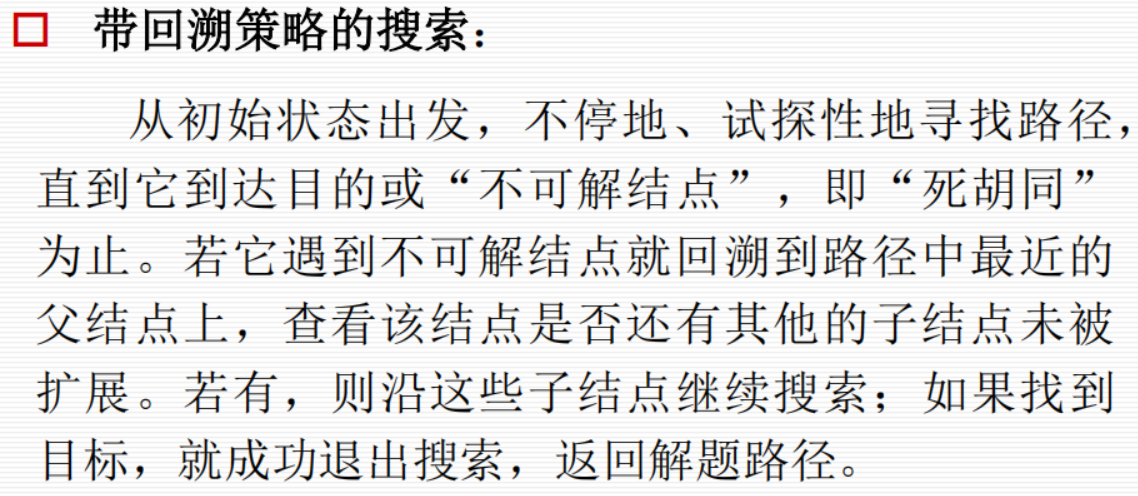 带回溯策略的搜索：
从初始状态出发，不停地、试探性地寻找路径，
直到它到达目的或“不可解结点”，即“死胡同”
为止。若它遇到不可解结点就回溯到路径中最近的
父结点上，查看该结点是否还有其他的子结点未被
扩展。若有，则沿这些子结点继续搜索；如果找到
目标，就成功退出搜索，返回解题路径。